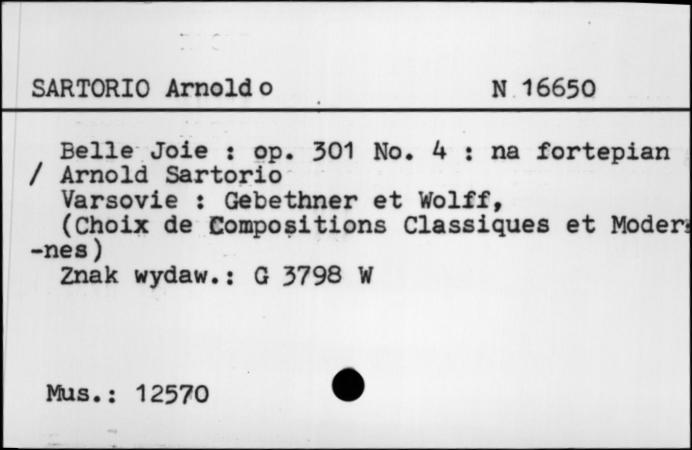 SARTORIO Arnoldo N 16650
Belle Joie : op. 301 No. 4 : na fortepian
/ Arnold Sartorio
Varsovie : Gebethner et Wolff,
(Choix de Compositions Classiques et Moder
-nes)
Znak wydaw.: G 3798 W
Mus.: 12570